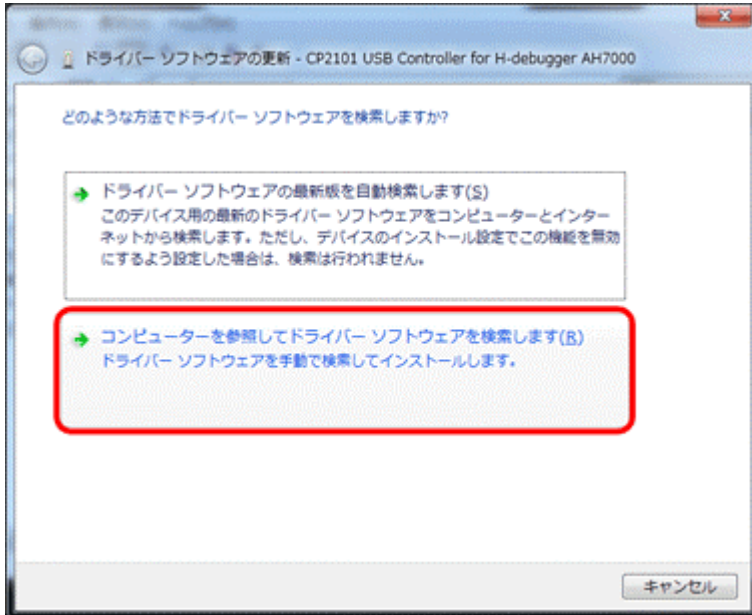 ドライバー ソフトウェアの更新 - CP2101 USB Controller for H-debugger AH7000
どのような方法でドライバー ソフトウェアを検索しますか?
ドライバー ソフトウェアの最新版を自動検索します(S)
このデバイス用の最新のドライバー ソフトウェアをコンピューターとインター
ネットから検索します。ただし、デバイスのインストール設定でこの機能を無効
にするよう設定した場合は、検索は行われません。
コンピューターを参照してドライバー ソフトウェアを検索します(R)
ドライバー ソフトウェアを手動で検索してインストールします。
キャンセル